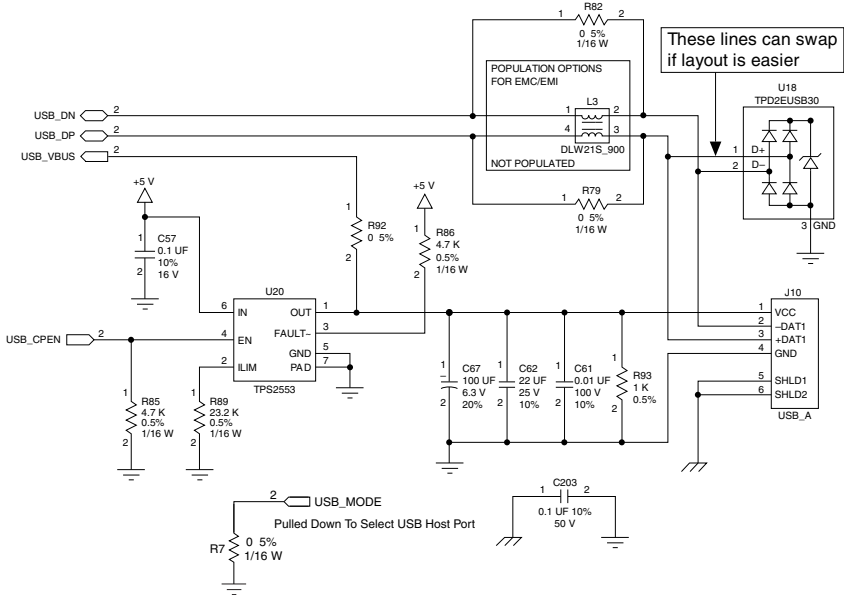 R82
1 2
0 5%
1/16 W
These lines can swap
if layout is easier
POPULATION OPTIONS
FOR EMC/EMI
L3
1 2
4 3
DLW21S_900
NOT POPULATED
U18
TPD2EUSB30
1 D+
2 D–
3 GND
USB_DN 2
USB_DP 2
USB_VBUS 2
R79
1 2
0 5%
1/16 W
+5 V
1
C57
0.1 UF
10%
16 V
2
1
R92
0 5%
2
+5 V
1
R86
4.7 K
0.5%
1/16 W
2
U20
6 IN
4 EN
2 ILIM
OUT 1
FAULT– 3
GND 5
PAD 7
TPS2553
USB_CPEN 2
1
R85
4.7 K
0.5%
1/16 W
2
1
R89
23.2 K
0.5%
1/16 W
2
1
–
C67
100 UF
6.3 V
20%
2
1
C62
22 UF
25 V
10%
2
1
C61
0.01 UF
100 V
10%
2
1
R93
1 K
0.5%
2
J10
1 VCC
2 –DAT1
3 +DAT1
4 GND
5 SHLD1
6 SHLD2
USB_A
2 USB_MODE
Pulled Down To Select USB Host Port
R7
0 5%
1/16 W
C203
1 2
0.1 UF 10%
50 V